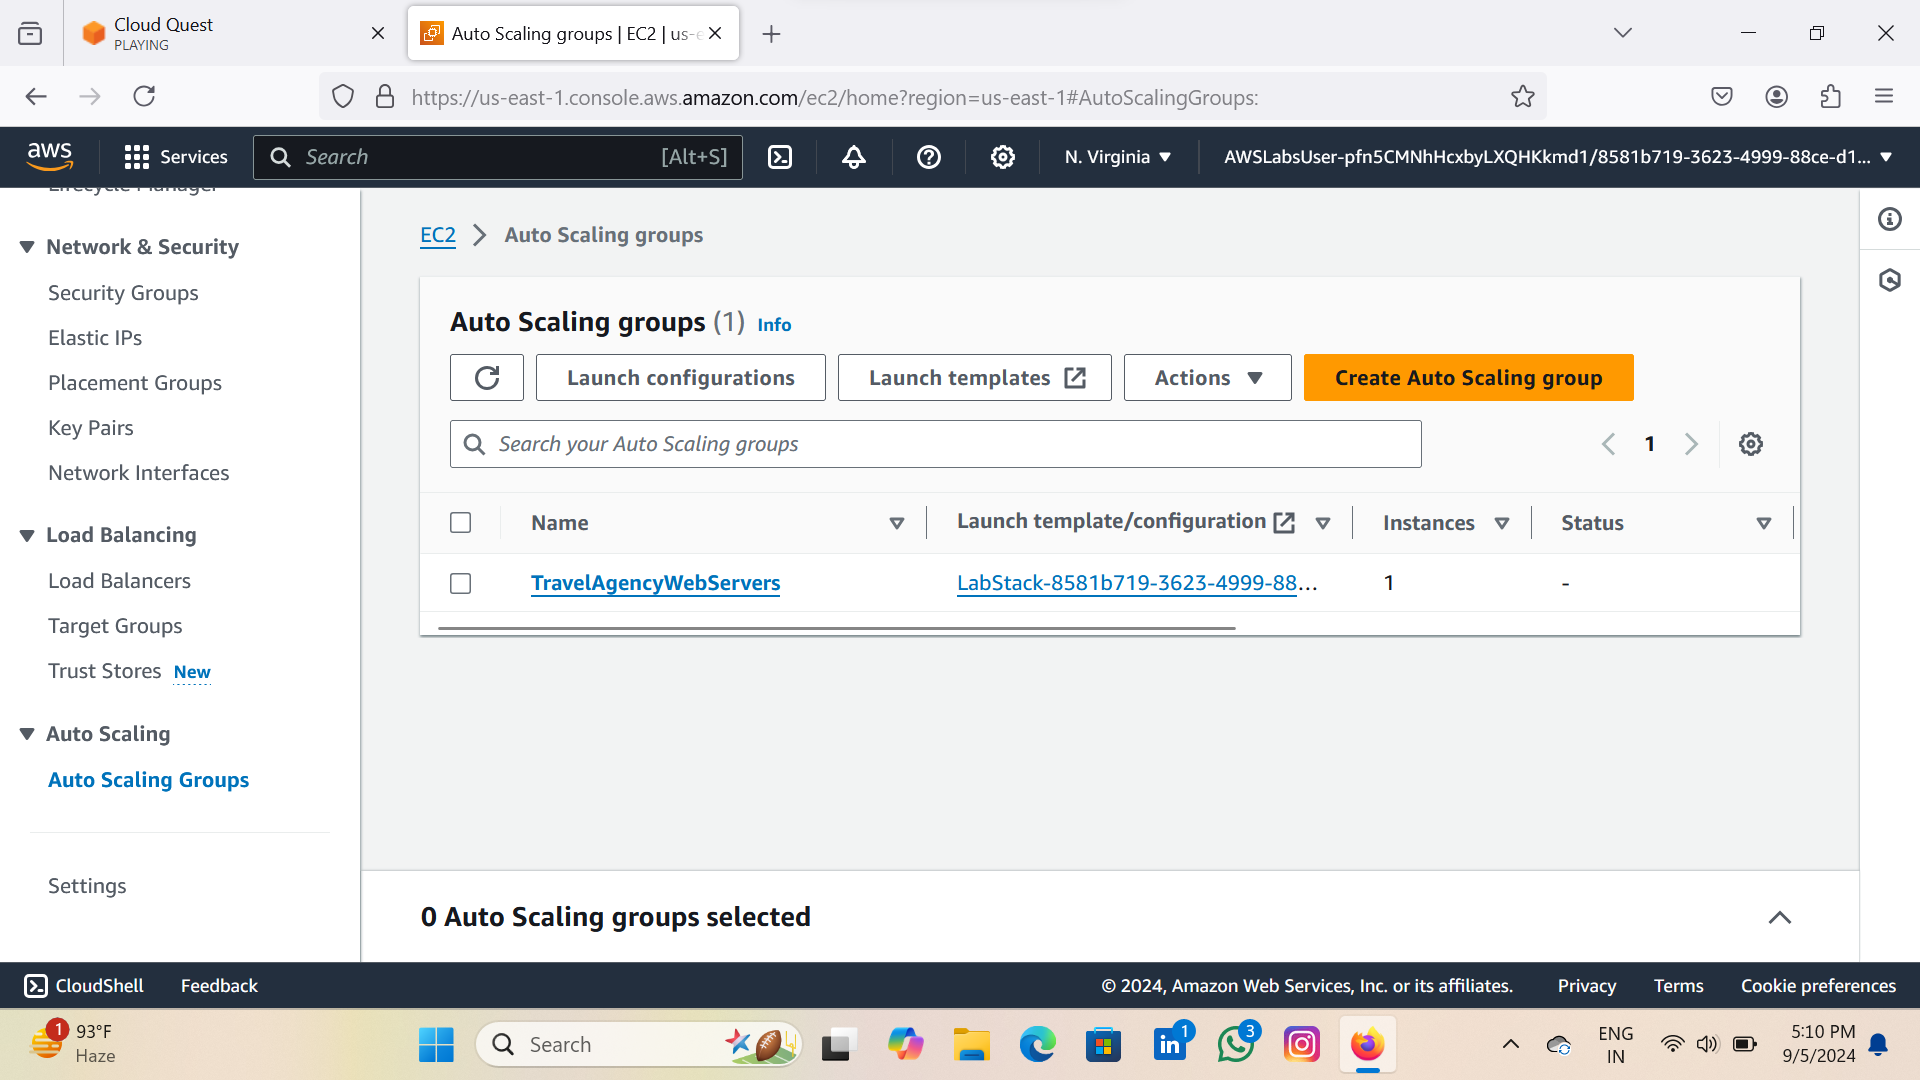 Cloud Quest
PLAYING
Auto Scaling groups | EC2 | us-e
https://us-east-1.console.aws.amazon.com/ec2/home?region=us-east-1#AutoScalingGroups:
aws
Services
Search
[Alt+S]
N. Virginia
AWSLabsUser-pfn5CMNhHcxbyLXQHKkmd1/8581b719-3623-4999-88ce-d1...
Lifecycle Manager
Network & Security
Security Groups
Elastic IPs
Placement Groups
Key Pairs
Network Interfaces
Load Balancing
Load Balancers
Target Groups
Trust Stores New
Auto Scaling
Auto Scaling Groups
Settings
EC2 > Auto Scaling groups
Auto Scaling groups (1) Info
Launch configurations
Launch templates
Actions
Create Auto Scaling group
Search your Auto Scaling groups
1
Name
Launch template/configuration
Instances
Status
TravelAgencyWebServers
LabStack-8581b719-3623-4999-88...
1
-
0 Auto Scaling groups selected
CloudShell
Feedback
© 2024, Amazon Web Services, Inc. or its affiliates.
Privacy
Terms
Cookie preferences
1
93°F
Haze
Search
1
3
ENG
IN
5:10 PM
9/5/2024